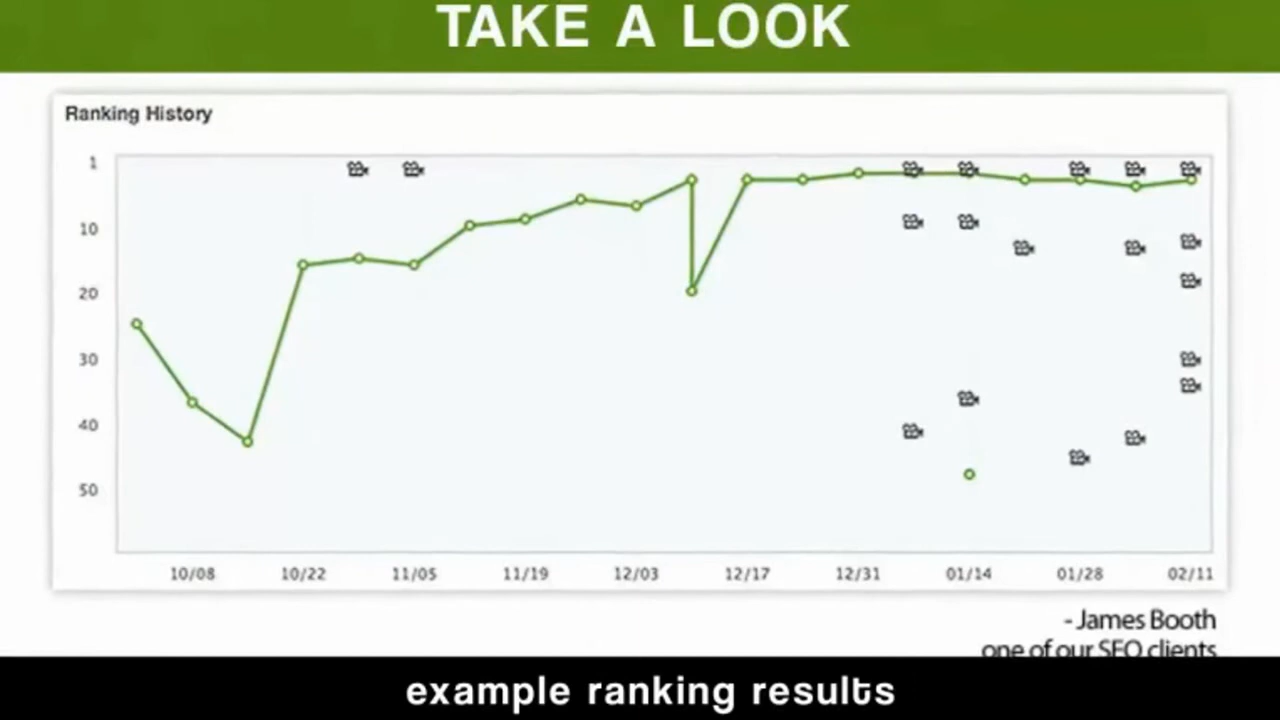 TAKE A LOOK
Ranking History
1
10
20
30
40
50
10/08 10/22 11/05 11/19 12/03 12/17 12/31 01/14 01/28 02/11
- James Booth
one of our SEO clients
example ranking results